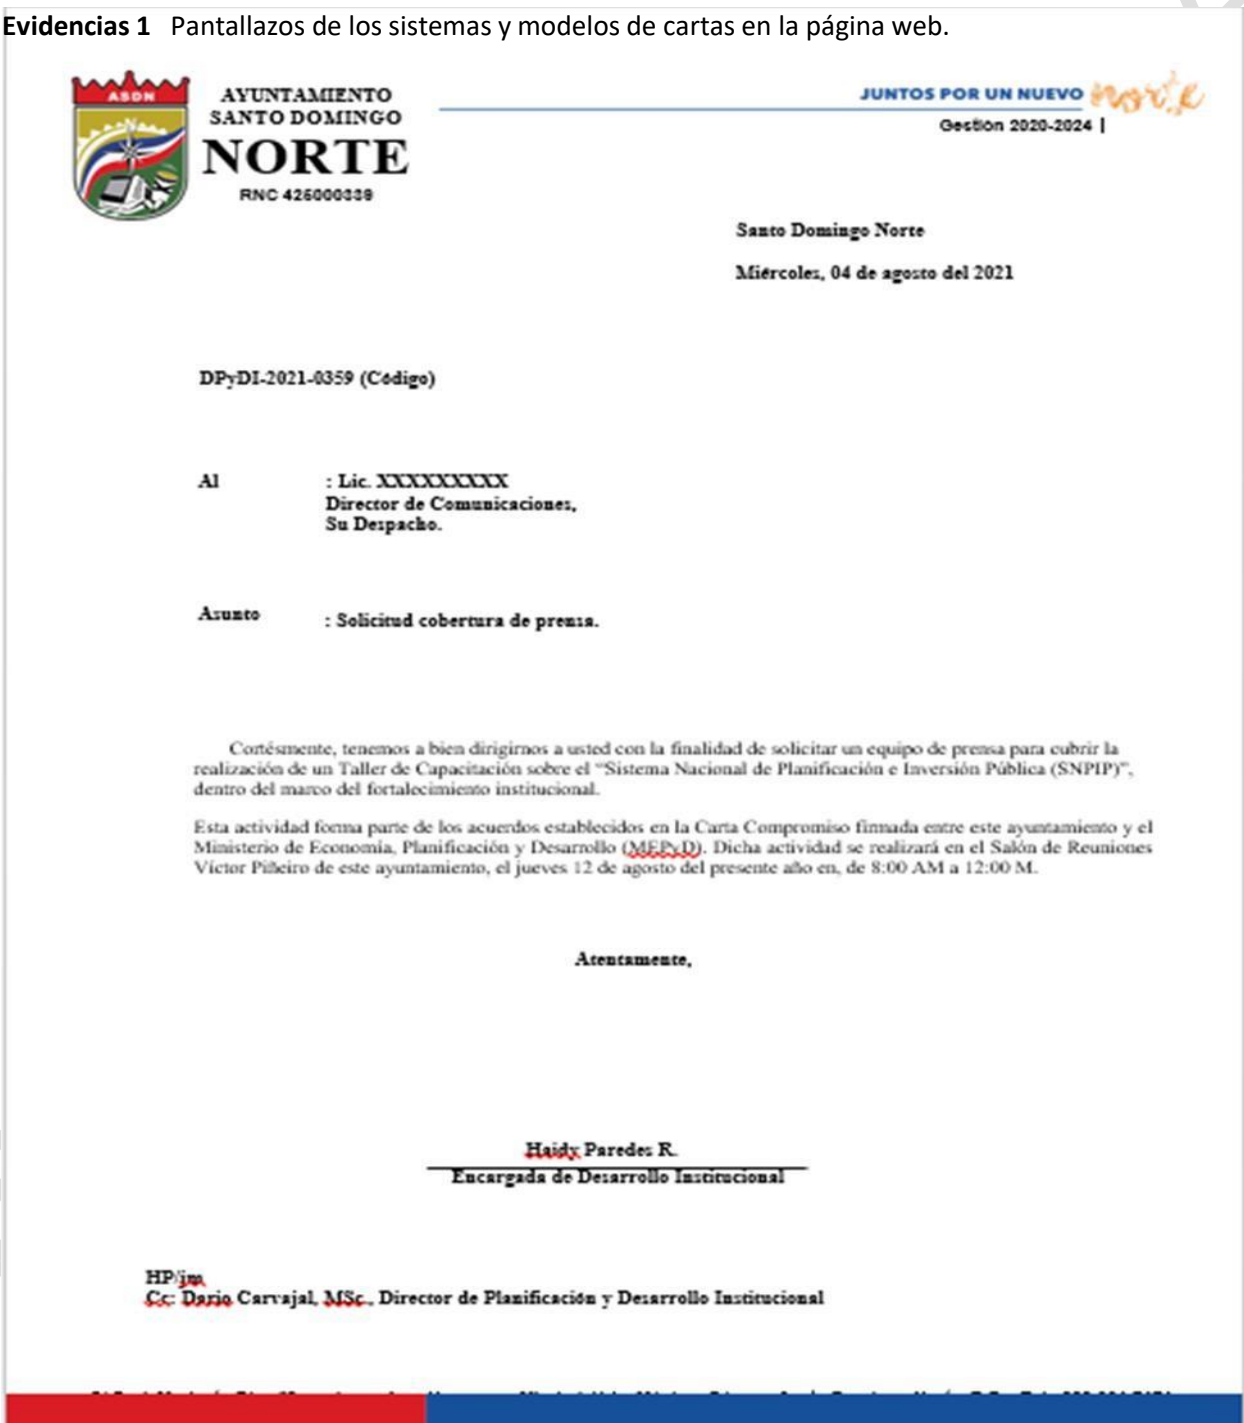 Evidencias 1 Pantallazos de los sistemas y modelos de cartas en la página web.
ASDN
AYUNTAMIENTO
SANTO DOMINGO
NORTE
RNC 425000339
JUNTOS POR UN NUEVO norte
Gestión 2020-2024 |
Santo Domingo Norte
Miércoles, 04 de agosto del 2021
DPyDI-2021-0359 (Código)
Al : Lic. XXXXXXXXX
Director de Comunicaciones,
Su Despacho.
Asunto : Solicitud cobertura de prensa.
Cortésmente, tenemos a bien dirigirnos a usted con la finalidad de solicitar un equipo de prensa para cubrir la
realización de un Taller de Capacitación sobre el “Sistema Nacional de Planificación e Inversión Pública (SNPIP)”,
dentro del marco del fortalecimiento institucional.
Esta actividad forma parte de los acuerdos establecidos en la Carta Compromiso firmada entre este ayuntamiento y el
Ministerio de Economía, Planificación y Desarrollo (MEPyD). Dicha actividad se realizará en el Salón de Reuniones
Víctor Piñeiro de este ayuntamiento, el jueves 12 de agosto del presente año en, de 8:00 AM a 12:00 M.
Atentamente,
Haidy Paredes R.
Encargada de Desarrollo Institucional
HP/jm
Cc: Dario Carvajal, MSc., Director de Planificación y Desarrollo Institucional